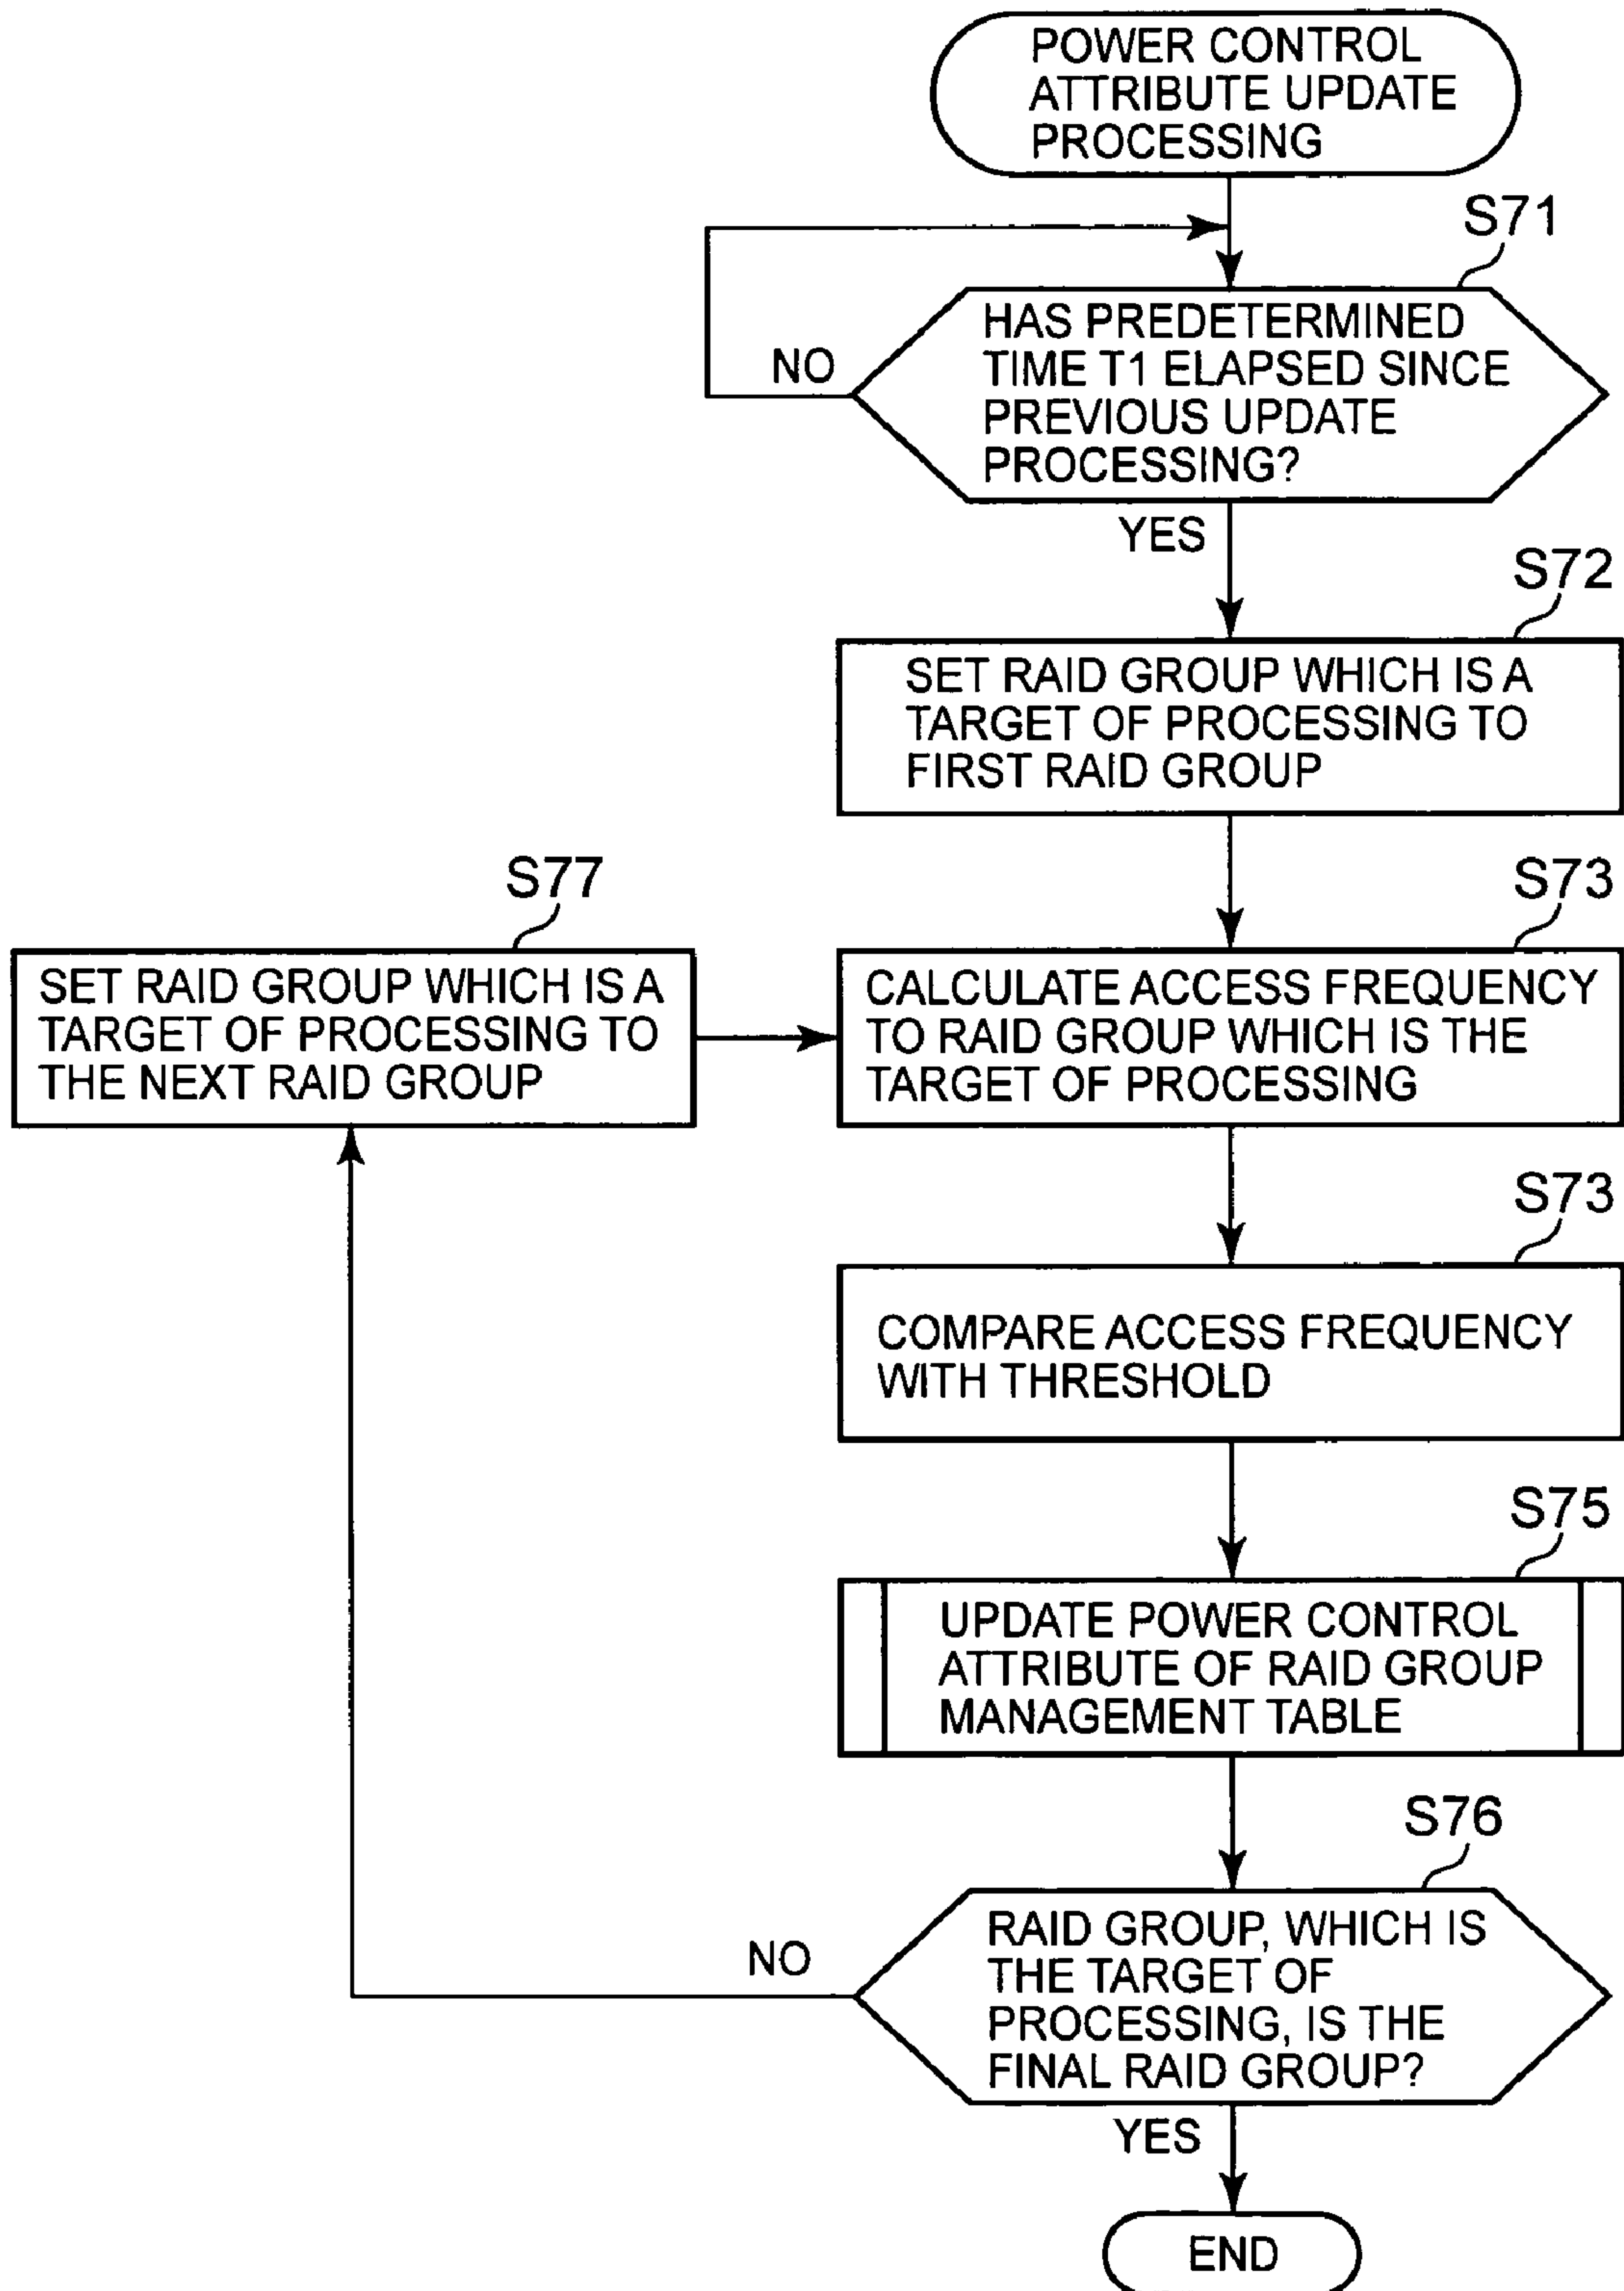 POWER CONTROL
ATTRIBUTE UPDATE
PROCESSING
S71
HAS PREDETERMINED
TIME T1 ELAPSED SINCE
PREVIOUS UPDATE
PROCESSING?
NO
YES
S72
SET RAID GROUP WHICH IS A
TARGET OF PROCESSING TO
FIRST RAID GROUP
S77
SET RAID GROUP WHICH IS A
TARGET OF PROCESSING TO
THE NEXT RAID GROUP
S73
CALCULATE ACCESS FREQUENCY
TO RAID GROUP WHICH IS THE
TARGET OF PROCESSING
S73
COMPARE ACCESS FREQUENCY
WITH THRESHOLD
S75
UPDATE POWER CONTROL
ATTRIBUTE OF RAID GROUP
MANAGEMENT TABLE
S76
RAID GROUP, WHICH IS
THE TARGET OF
PROCESSING, IS THE
FINAL RAID GROUP?
NO
YES
END